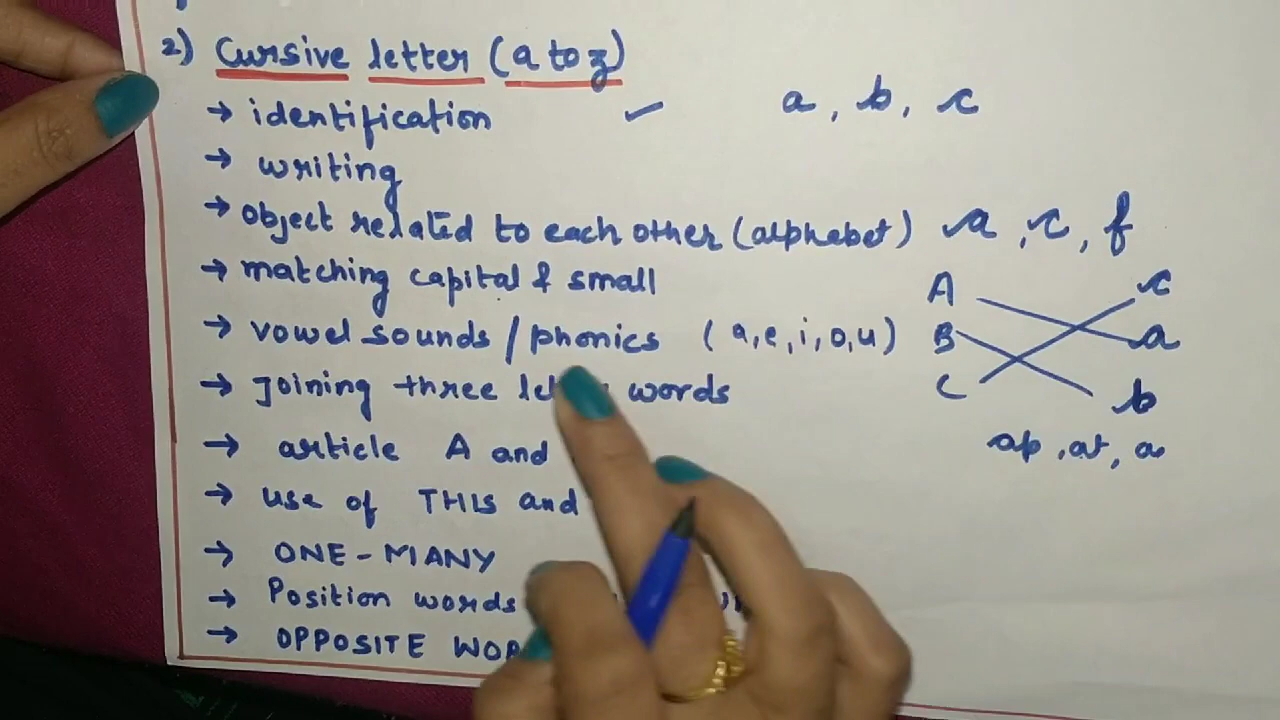 2) Cursive letter (a to z)
→ identification ✓ a, b, c
→ writing
→ object related to each other (alphabet) a, c, f
→ matching capital & small
A c
→ vowel sounds / phonics (a,e,i,o,u) B a
→ Joining three words C b
ap, at, a
→ article A and
→ use of THIS and
→ ONE-MANY
→ Position words
→ OPPOSITE